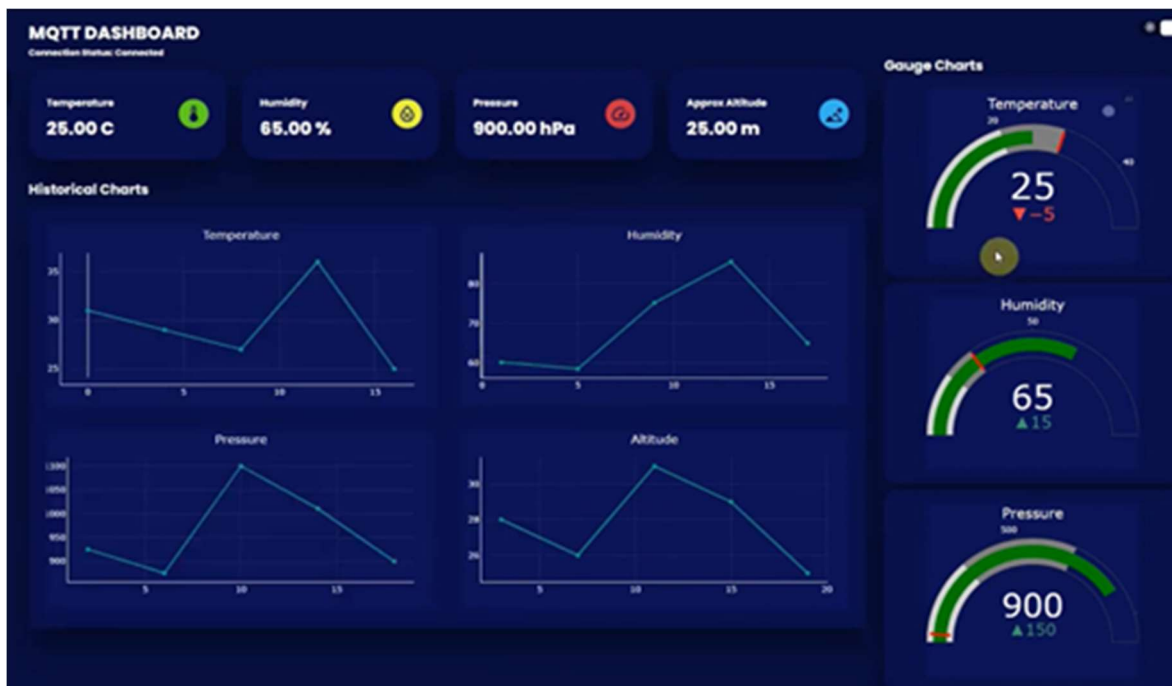 MQTT DASHBOARD
Connection Status: Connected
Temperature
25.00 C
Humidity
65.00 %
Pressure
900.00 hPa
Approx Altitude
25.00 m
Historical Charts
Temperature
35
30
25
0 5 10 15
Humidity
80
70
60
0 5 10 15
Pressure
1100
1050
1000
950
900
5 10 15
Altitude
30
28
26
5 10 15 20
Gauge Charts
Temperature
20
40
25
▼−5
Humidity
50
65
▲15
Pressure
500
900
▲150